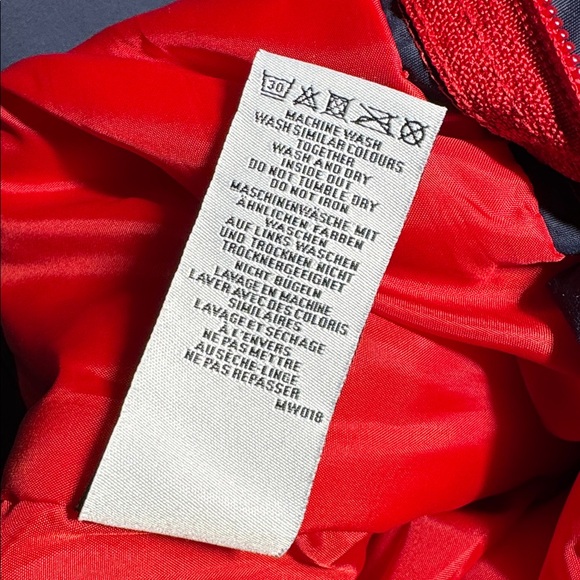 30
MACHINE WASH
WASH SIMILAR COLOURS
TOGETHER
WASH AND DRY
INSIDE OUT
DO NOT TUMBLE DRY
DO NOT IRON
MASCHINENWÄSCHE MIT
ÄHNLICHEN FARBEN
WASCHEN
AUF LINKS WASCHEN
UND TROCKNEN NICHT
TROCKNERGEEIGNET
NICHT BÜGELN
LAVAGE EN MACHINE
LAVER AVEC DES COLORIS
SIMILAIRES
LAVAGE ET SÉCHAGE
À L'ENVERS
NE PAS METTRE
AU SÈCHE-LINGE
NE PAS REPASSER
MW018